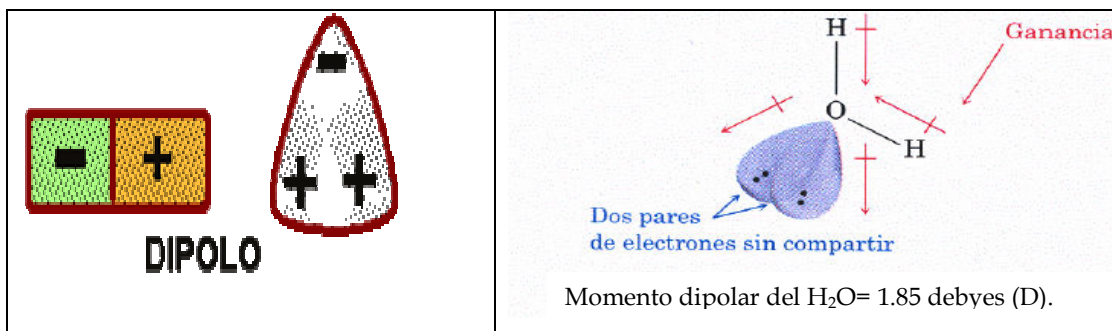 DIPOLO
H
Ganancia
O
H
Dos pares
de electrones sin compartir
Momento dipolar del H₂O= 1.85 debyes (D).